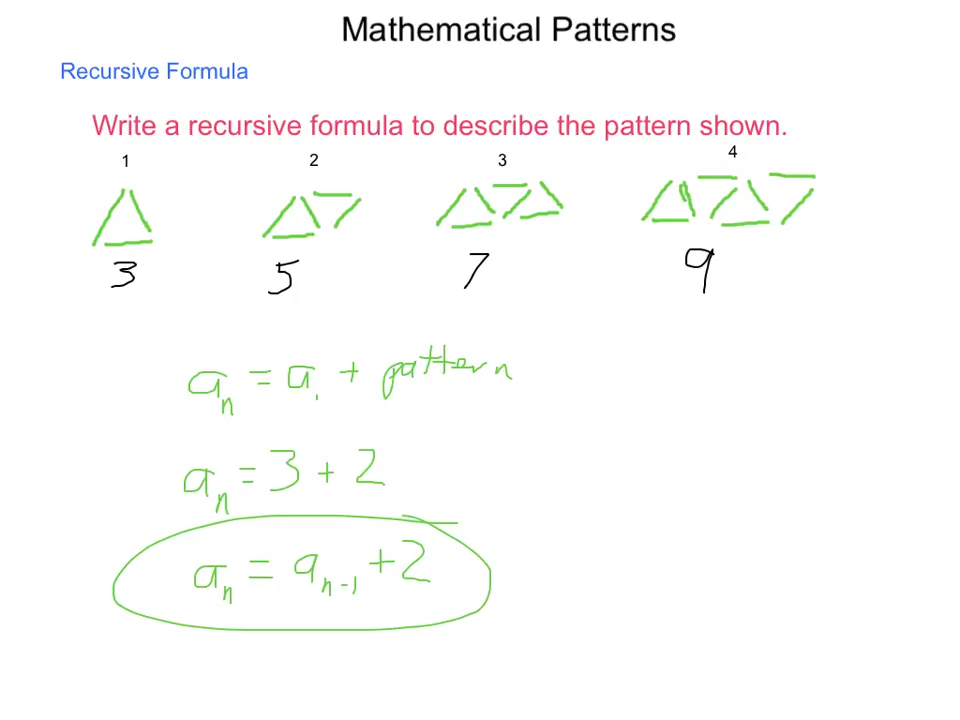 Mathematical Patterns
Recursive Formula
Write a recursive formula to describe the pattern shown.
1 2 3 4
3 5 7 9
aₙ = a₁ + pattern
aₙ = 3 + 2
aₙ = aₙ₋₁ + 2